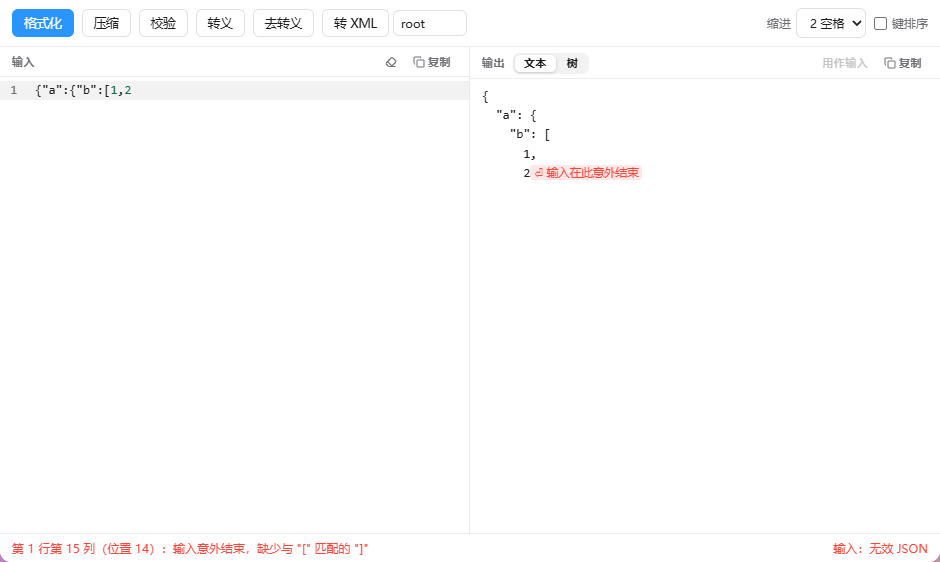 格式化 压缩 校验 转义 去转义 转 XML root 缩进 2 空格 键排序
输入 复制 输出 文本 树 用作输入 复制
1 {"a":{"b":[1,2
{
  "a": {
    "b": [
      1,
      2⏎ 输入在此意外结束
第 1 行第 15 列（位置 14）：输入意外结束，缺少与 "[" 匹配的 "]" 输入：无效 JSON